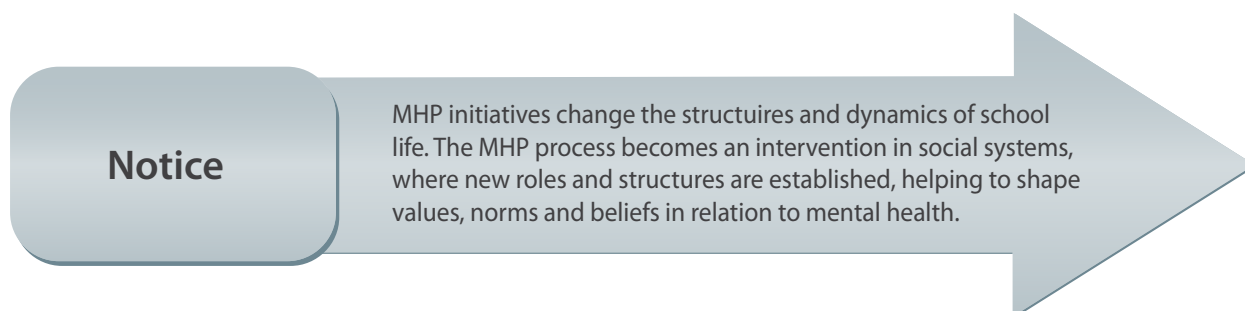 Notice
MHP initiatives change the structuires and dynamics of school
life. The MHP process becomes an intervention in social systems,
where new roles and structures are established, helping to shape
values, norms and beliefs in relation to mental health.